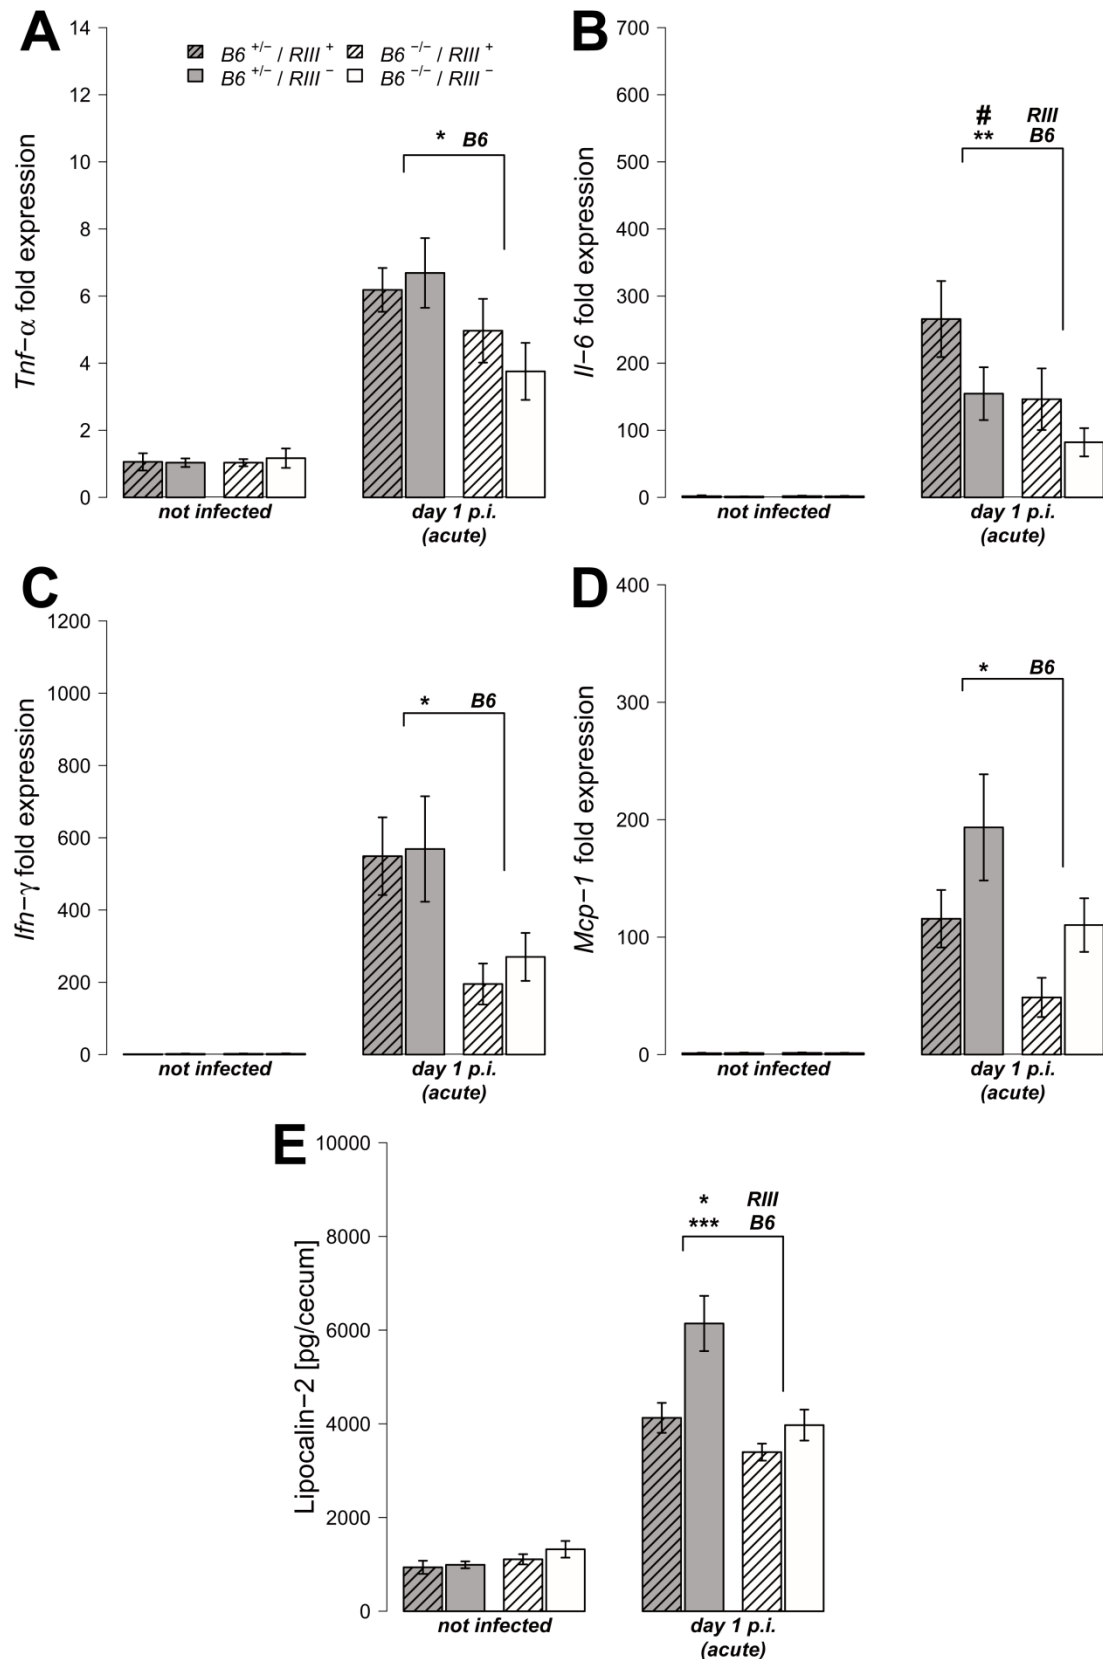 A
Tnf−α fold expression
14
12
10
8
6
4
2
0
B6 +/− / RIII + B6 −/− / RIII +
B6 +/− / RIII − B6 −/− / RIII −
* B6
not infected
day 1 p.i.
(acute)
B
Il−6 fold expression
700
600
500
400
300
200
100
0
# RIII
** B6
not infected
day 1 p.i.
(acute)
C
Ifn−γ fold expression
1200
1000
800
600
400
200
0
* B6
not infected
day 1 p.i.
(acute)
D
Mcp−1 fold expression
400
300
200
100
0
* B6
not infected
day 1 p.i.
(acute)
E
Lipocalin−2 [pg/cecum]
10000
8000
6000
4000
2000
0
* RIII
*** B6
not infected
day 1 p.i.
(acute)